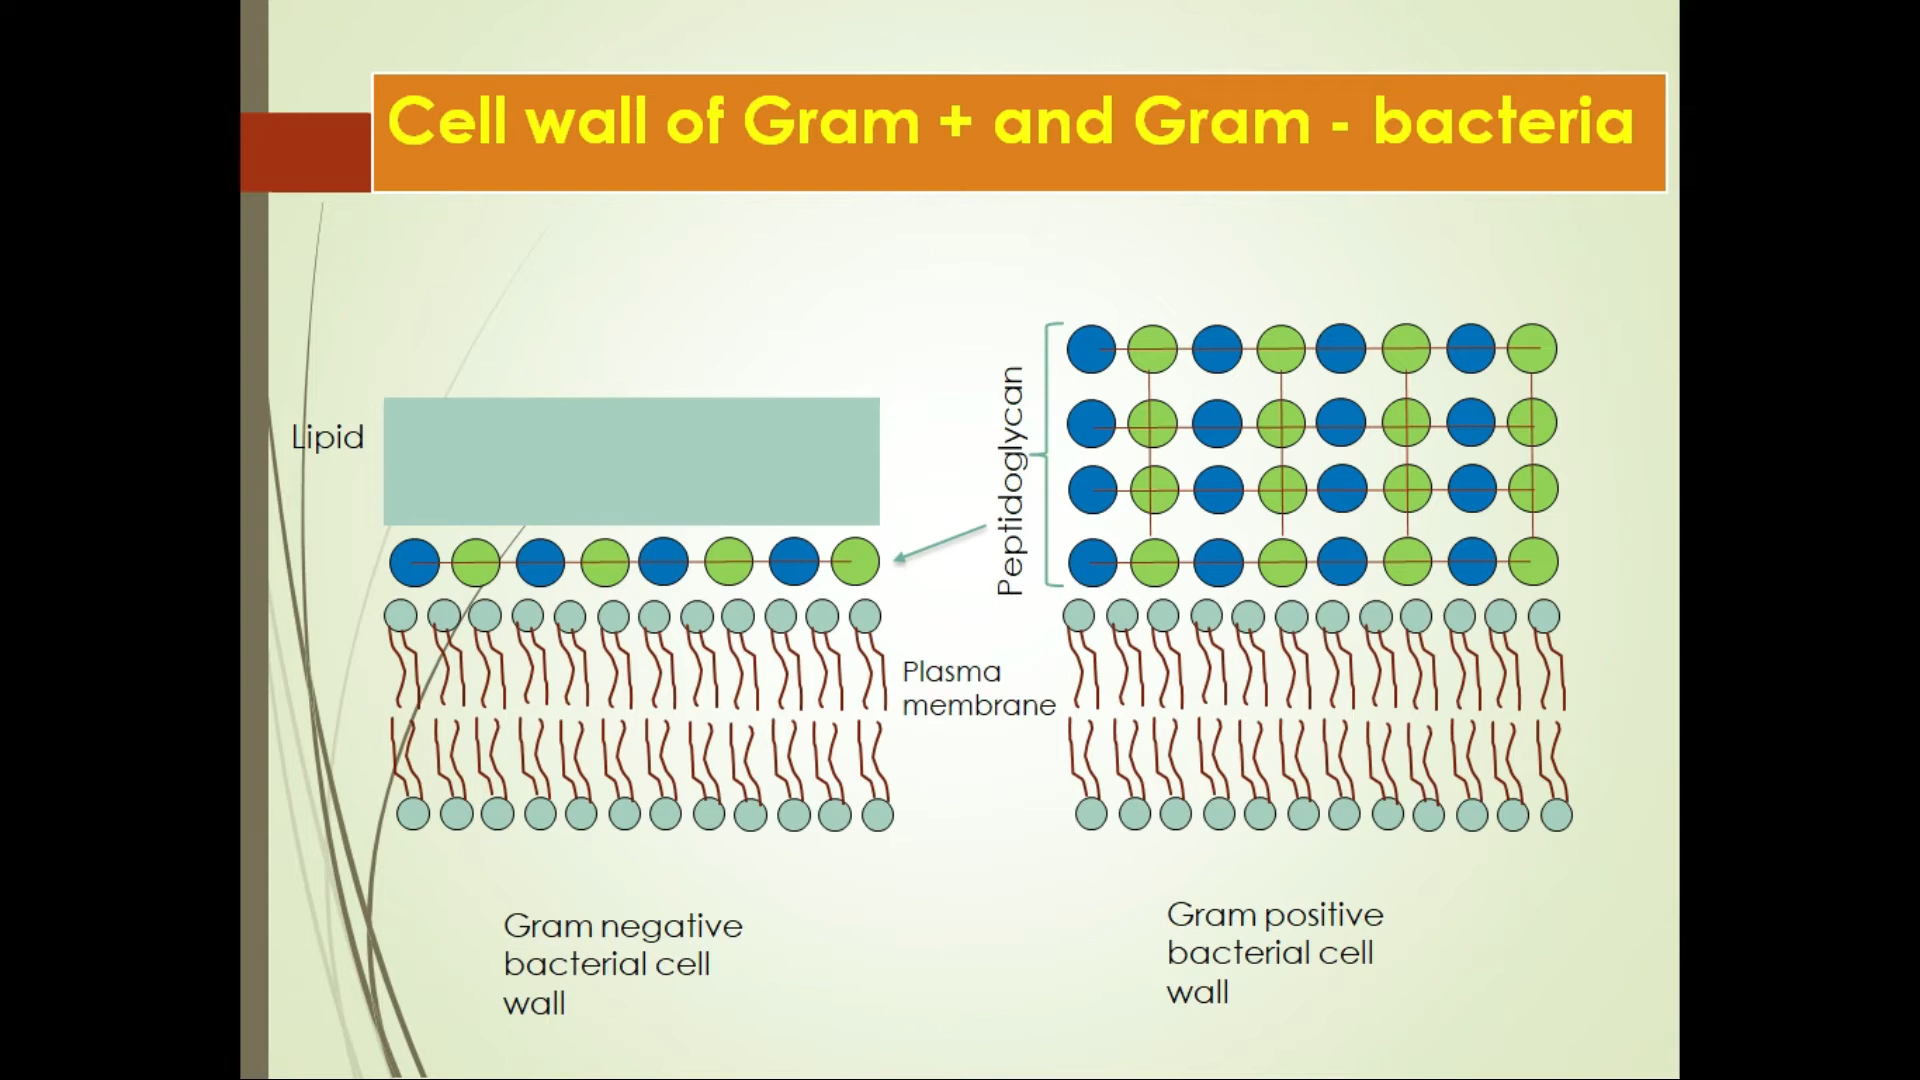 Cell wall of Gram + and Gram - bacteria
Lipid
Peptidoglycan
Plasma
membrane
Gram negative
bacterial cell
wall
Gram positive
bacterial cell
wall